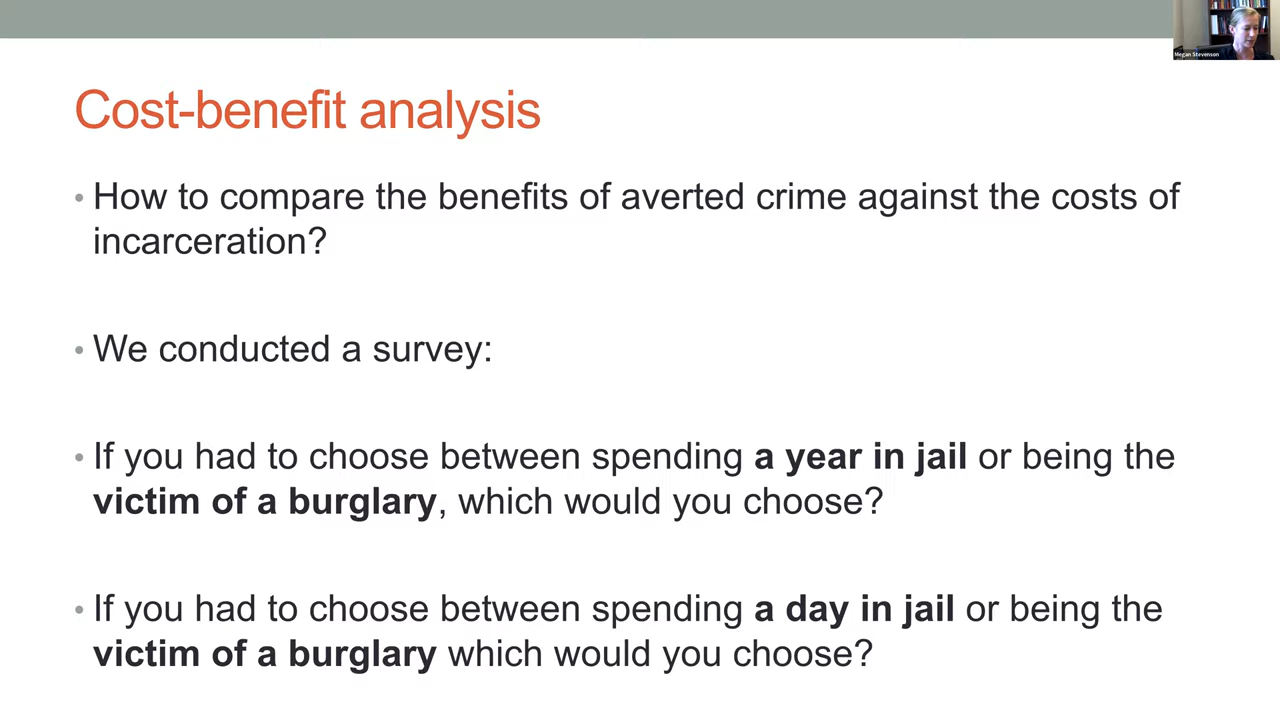 Megan Stevenson
Cost-benefit analysis
• How to compare the benefits of averted crime against the costs of
incarceration?
• We conducted a survey:
• If you had to choose between spending a year in jail or being the
victim of a burglary, which would you choose?
• If you had to choose between spending a day in jail or being the
victim of a burglary which would you choose?